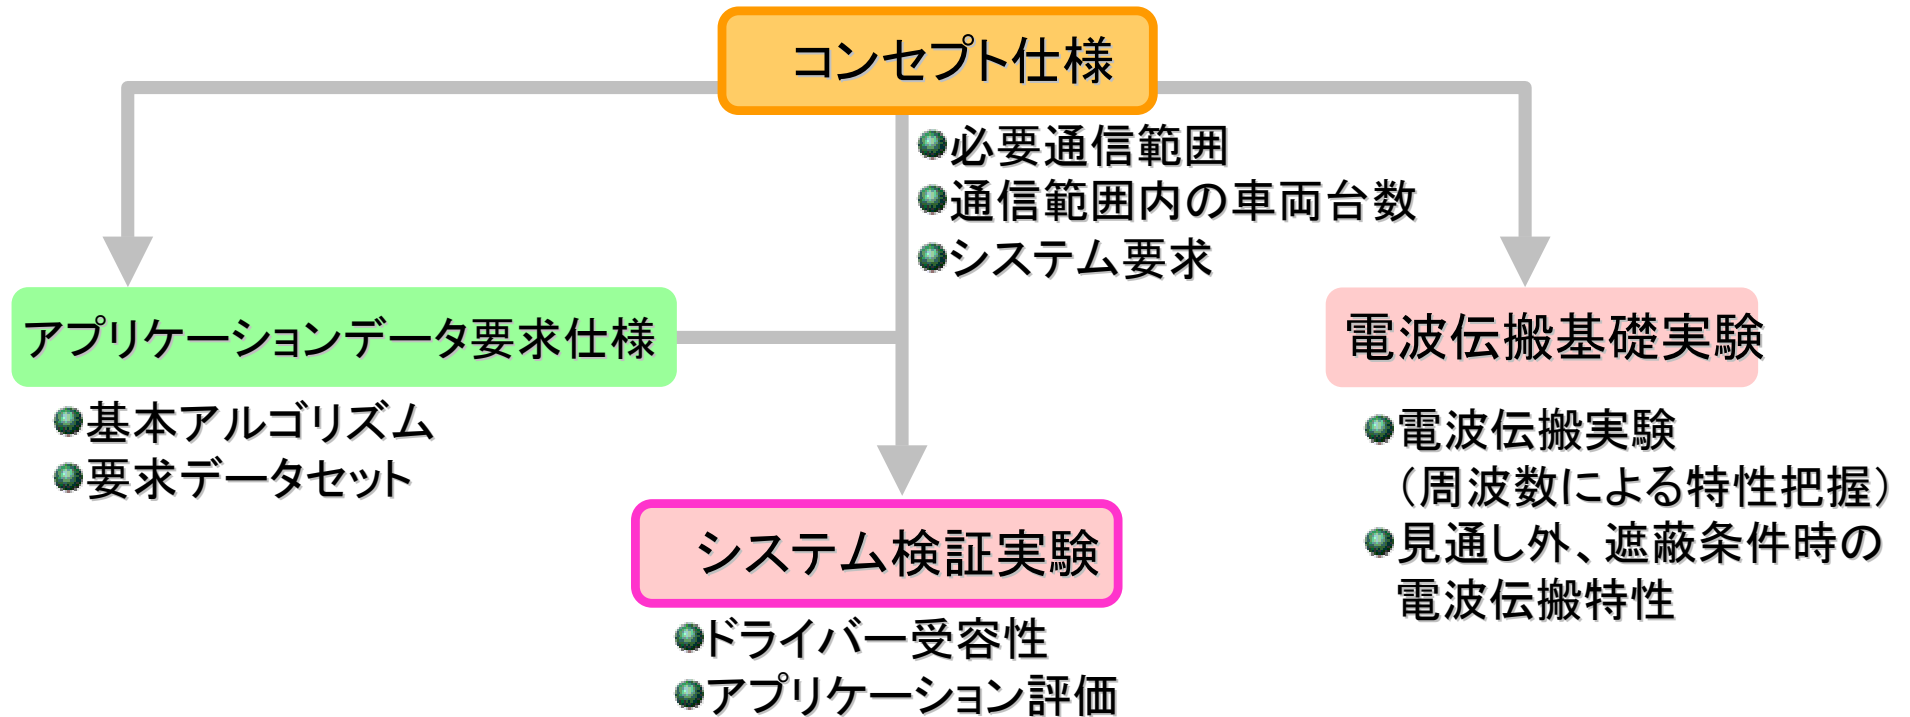 コンセプト仕様
必要通信範囲
通信範囲内の車両台数
システム要求
アプリケーションデータ要求仕様
基本アルゴリズム
要求データセット
電波伝搬基礎実験
電波伝搬実験
（周波数による特性把握）
見通し外、遮蔽条件時の
電波伝搬特性
システム検証実験
ドライバー受容性
アプリケーション評価